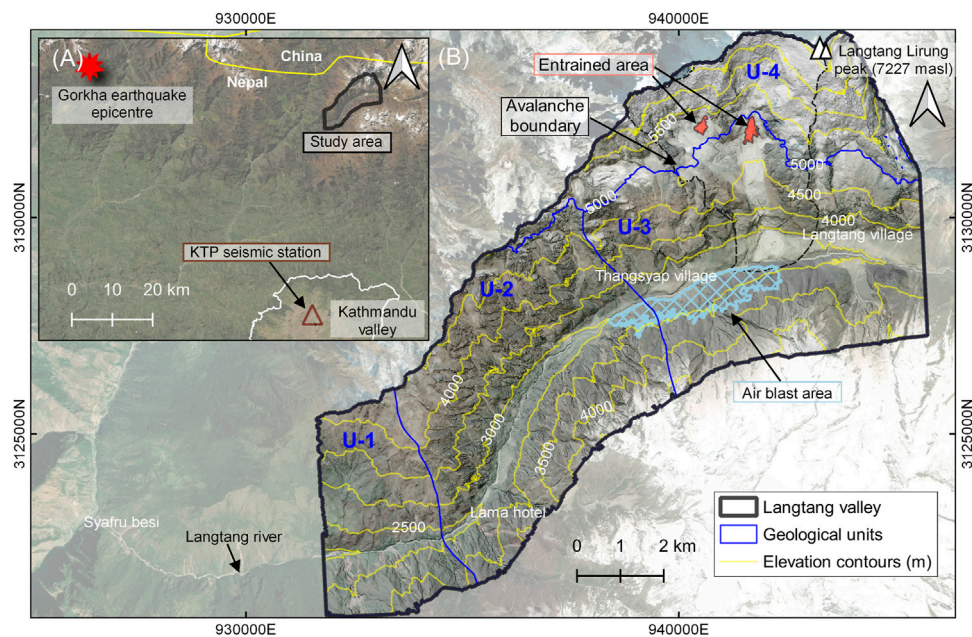 930000E
940000E
(A)
China
Nepal
Gorkha earthquake
epicentre
Study area
KTP seismic station
0 10 20 km
Kathmandu
valley
(B)
Entrained area
Avalanche
boundary
U-4
Langtang Lirung
peak (7227 masl)
5500
5000
5000
4500
4000
U-3
Langtang village
Thangsyap village
U-2
Air blast area
4000
3000
4000
3500
U-1
2500
Lama hotel
Syafru besi
Langtang river
0 1 2 km
Langtang valley
Geological units
Elevation contours (m)
3130000N
3130000N
3125000N
3125000N
930000E
940000E